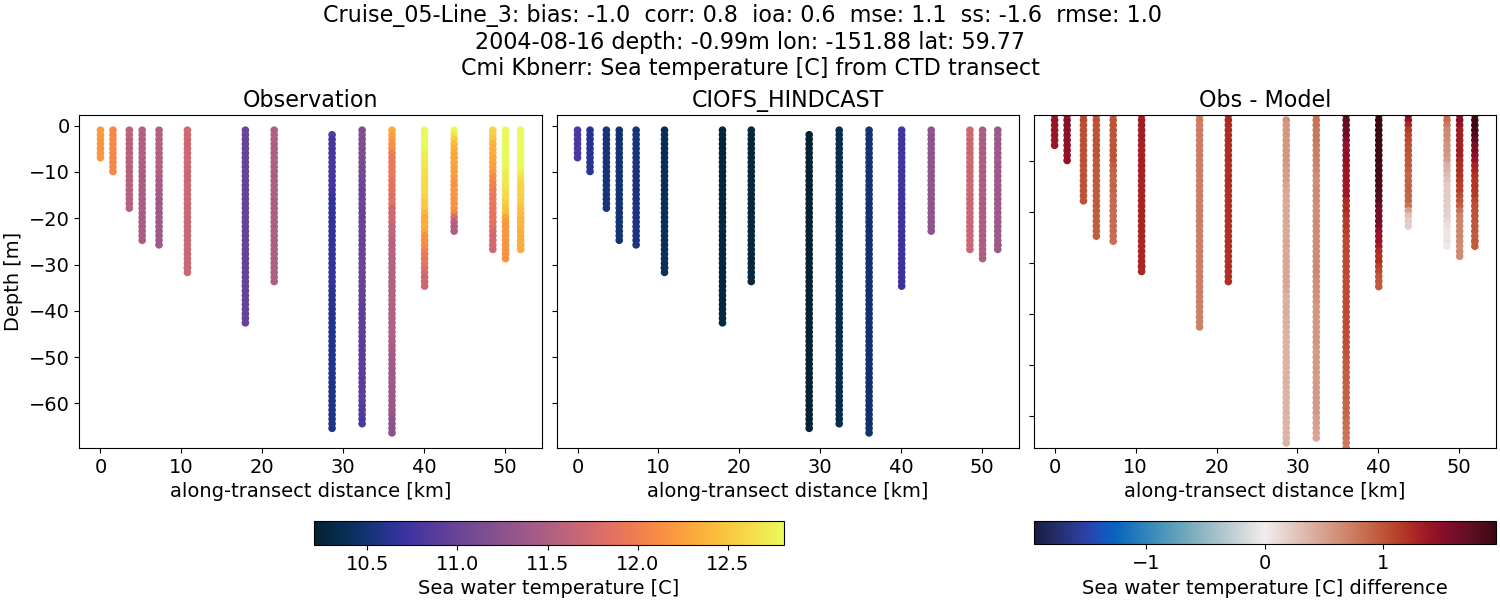 Cruise_05-Line_3: bias: -1.0  corr: 0.8  ioa: 0.6  mse: 1.1  ss: -1.6  rmse: 1.0
2004-08-16 depth: -0.99m lon: -151.88 lat: 59.77
Cmi Kbnerr: Sea temperature [C] from CTD transect
Observation
CIOFS_HINDCAST
Obs - Model
Depth [m]
0
−10
−20
−30
−40
−50
−60
0 10 20 30 40 50
0 10 20 30 40 50
0 10 20 30 40 50
along-transect distance [km]
along-transect distance [km]
along-transect distance [km]
10.5 11.0 11.5 12.0 12.5
Sea water temperature [C]
−1 0 1
Sea water temperature [C] difference